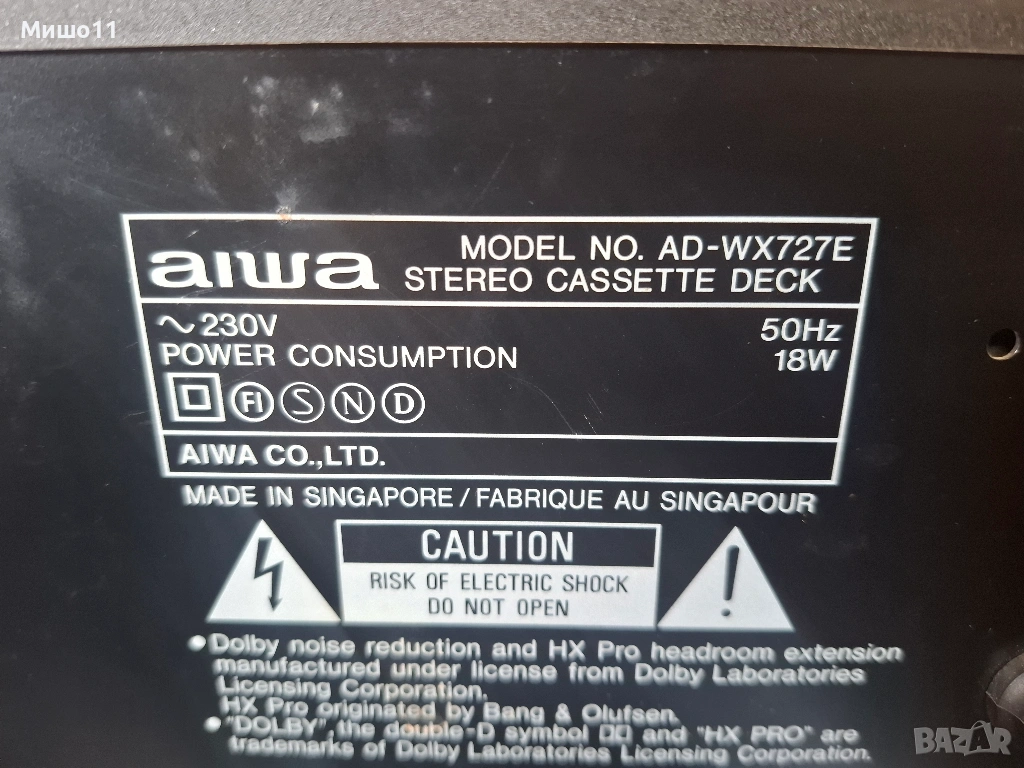 Мишо11
aiwa
MODEL NO. AD-WX727E
STEREO CASSETTE DECK
～230V 50Hz
POWER CONSUMPTION 18W
FI S N D
AIWA CO.,LTD.
MADE IN SINGAPORE / FABRIQUE AU SINGAPOUR
CAUTION
RISK OF ELECTRIC SHOCK
DO NOT OPEN
•Dolby noise reduction and HX Pro headroom extension
manufactured under license from Dolby Laboratories
Licensing Corporation.
HX Pro originated by Bang & Olufsen.
•"DOLBY", the double-D symbol and "HX PRO" are
trademarks of Dolby Laboratories Licensing Corporation.
BAZAR